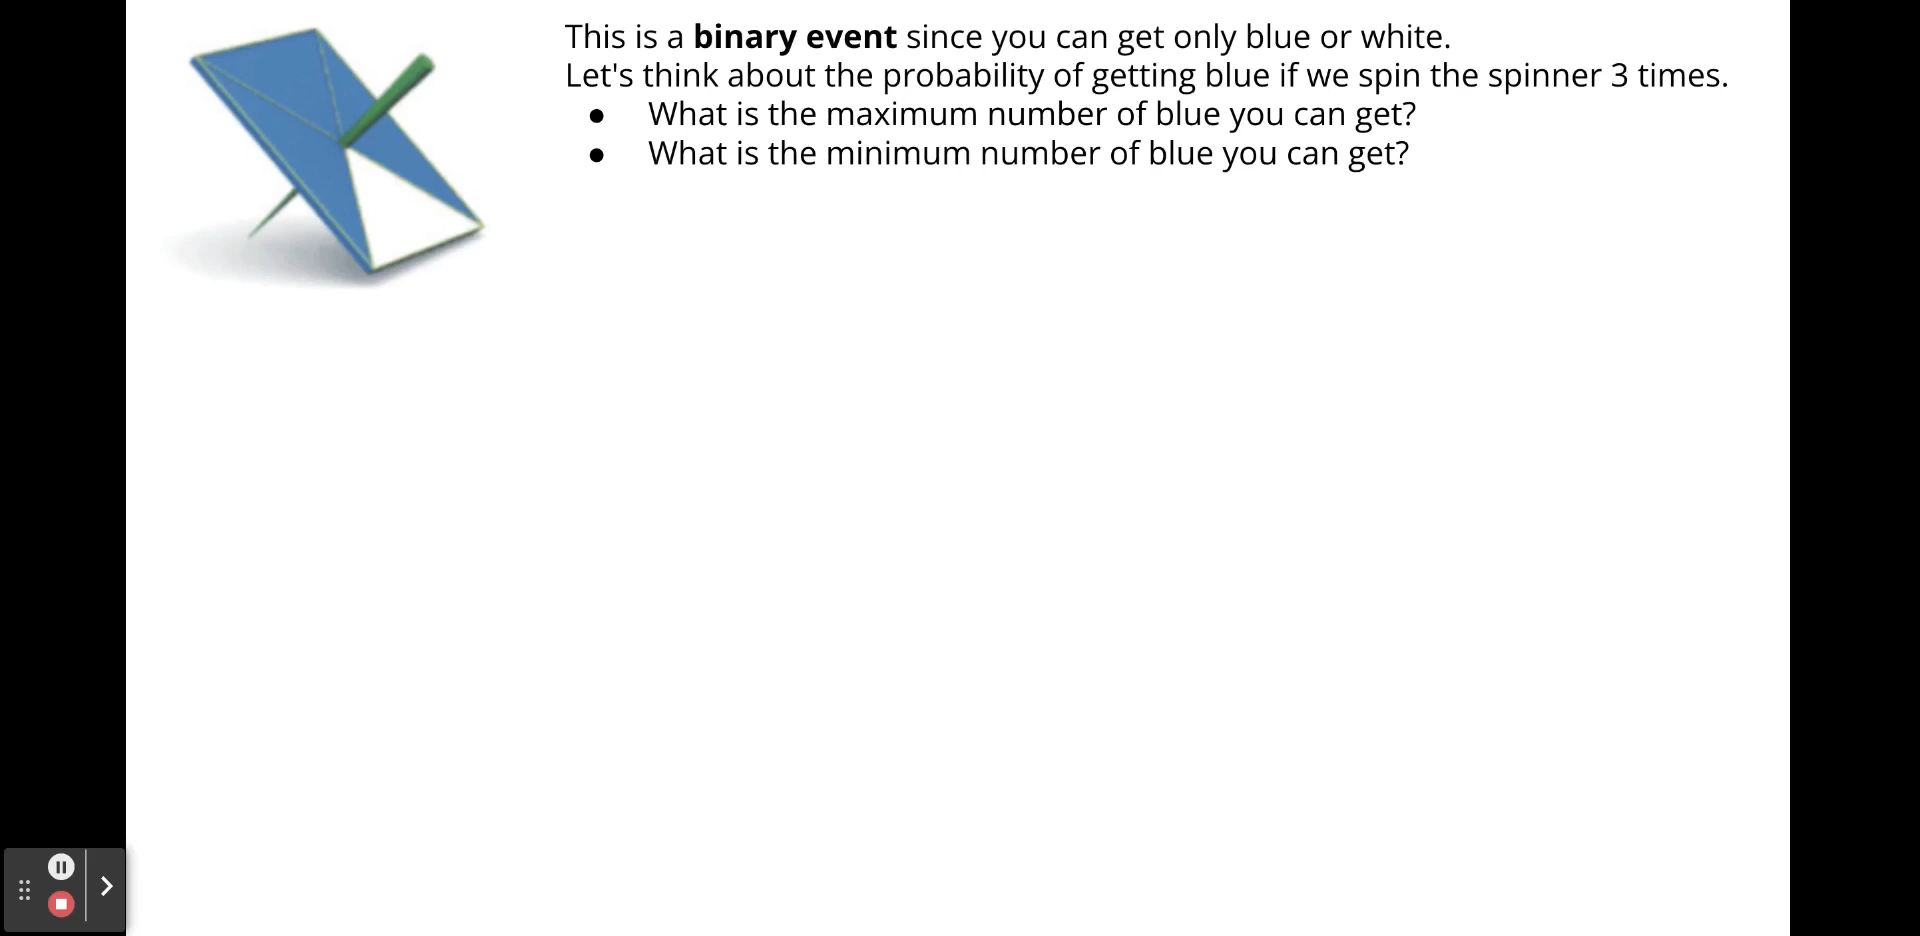 This is a binary event since you can get only blue or white.
Let's think about the probability of getting blue if we spin the spinner 3 times.
● What is the maximum number of blue you can get?
● What is the minimum number of blue you can get?